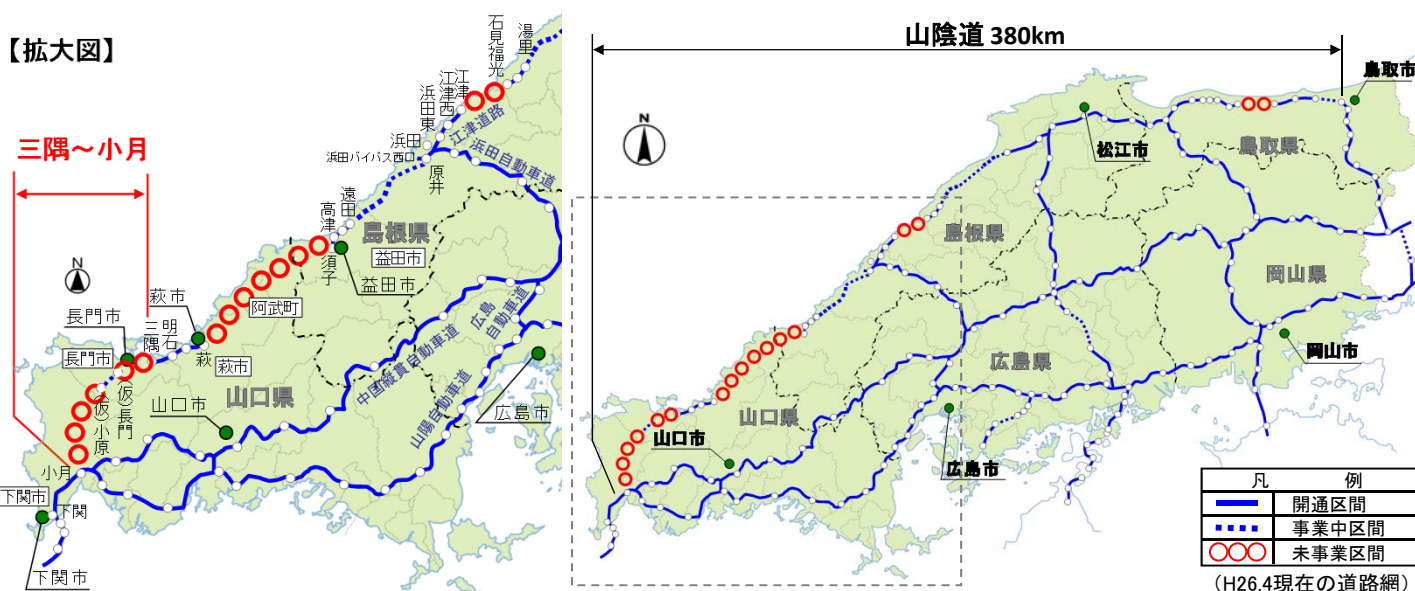 【拡大図】
三隅~小月
石見福光
湯里
江津
江津西
浜田東
浜田
浜田バイパス西口
原井
江津道路
浜田自動車道
遠田
高津
須子
島根県
益田市
益田市
阿武町
萩市
萩
萩市
長門市
長門市
三隅
明石
(仮)長門
(仮)小原
小月
下関市
下関
下関市
山口市
山口県
中国縦貫自動車道
広島自動車道
山陽自動車道
広島市
N
山陰道 380km
N
鳥取市
松江市
鳥取県
島根県
岡山県
岡山市
広島県
広島市
山口県
山口市
凡 例
開通区間
事業中区間
未事業区間
(H26.4現在の道路網)